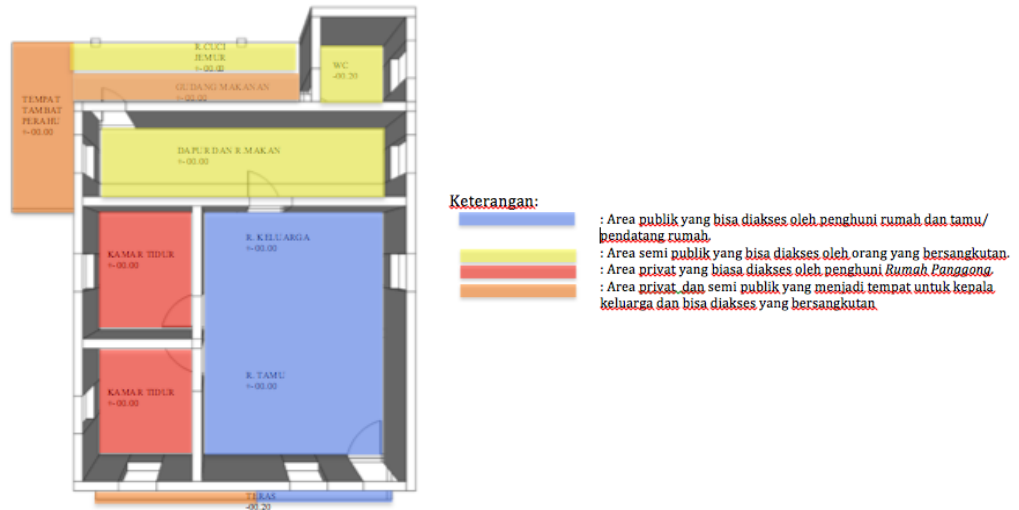 R.CUCI
JEMUR
+-00.00
WC
-00.20
GUDANG MAKANAN
+-00.00
TEMPAT
TAMBAT
PERAHU
+-00.00
DAPUR DAN R.MAKAN
+-00.00
KAMAR TIDUR
+-00.00
R. KELUARGA
+-00.00
KAMAR TIDUR
+-00.00
R. TAMU
+-00.00
TERAS
-00.20
Keterangan:
: Area publik yang bisa diakses oleh penghuni rumah dan tamu/
pendatang rumah.
: Area semi publik yang bisa diakses oleh orang yang bersangkutan.
: Area privat yang biasa diakses oleh penghuni Rumah Panggong.
: Area privat dan semi publik yang menjadi tempat untuk kepala
keluarga dan bisa diakses yang bersangkutan